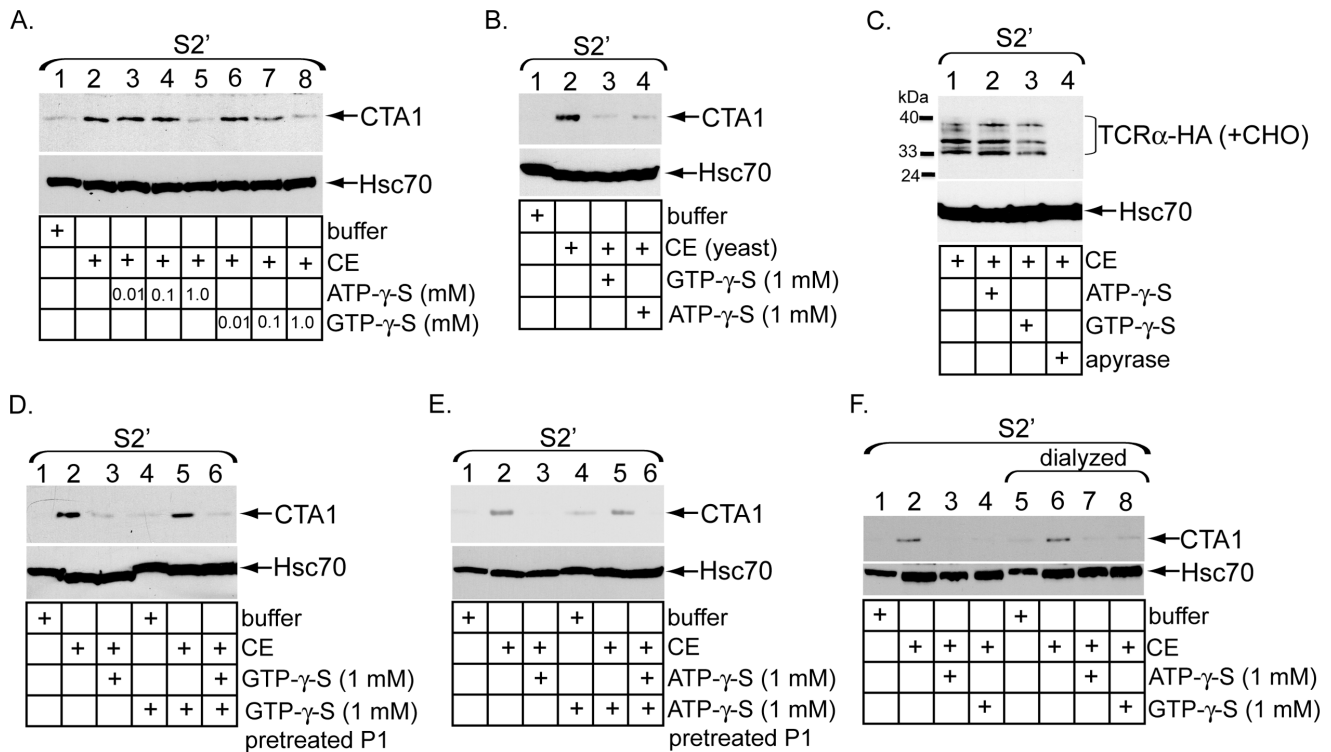 A.
S2'
1 2 3 4 5 6 7 8
CTA1
Hsc70
+ buffer
+ + + + + + + CE
0.01 0.1 1.0 ATP-γ-S (mM)
0.01 0.1 1.0 GTP-γ-S (mM)
B.
S2'
1 2 3 4
CTA1
Hsc70
+ buffer
+ + + CE (yeast)
+ GTP-γ-S (1 mM)
+ ATP-γ-S (1 mM)
C.
S2'
1 2 3 4
kDa
40
33
24
TCRα-HA (+CHO)
Hsc70
+ + + + CE
+ ATP-γ-S
+ GTP-γ-S
+ apyrase
D.
S2'
1 2 3 4 5 6
CTA1
Hsc70
+ + buffer
+ + + + CE
+ + GTP-γ-S (1 mM)
+ + + GTP-γ-S (1 mM)
pretreated P1
E.
S2'
1 2 3 4 5 6
CTA1
Hsc70
+ + buffer
+ + + + CE
+ + ATP-γ-S (1 mM)
+ + + ATP-γ-S (1 mM)
pretreated P1
F.
S2'
dialyzed
1 2 3 4 5 6 7 8
CTA1
Hsc70
+ + buffer
+ + + + + + CE
+ + ATP-γ-S (1 mM)
+ + GTP-γ-S (1 mM)